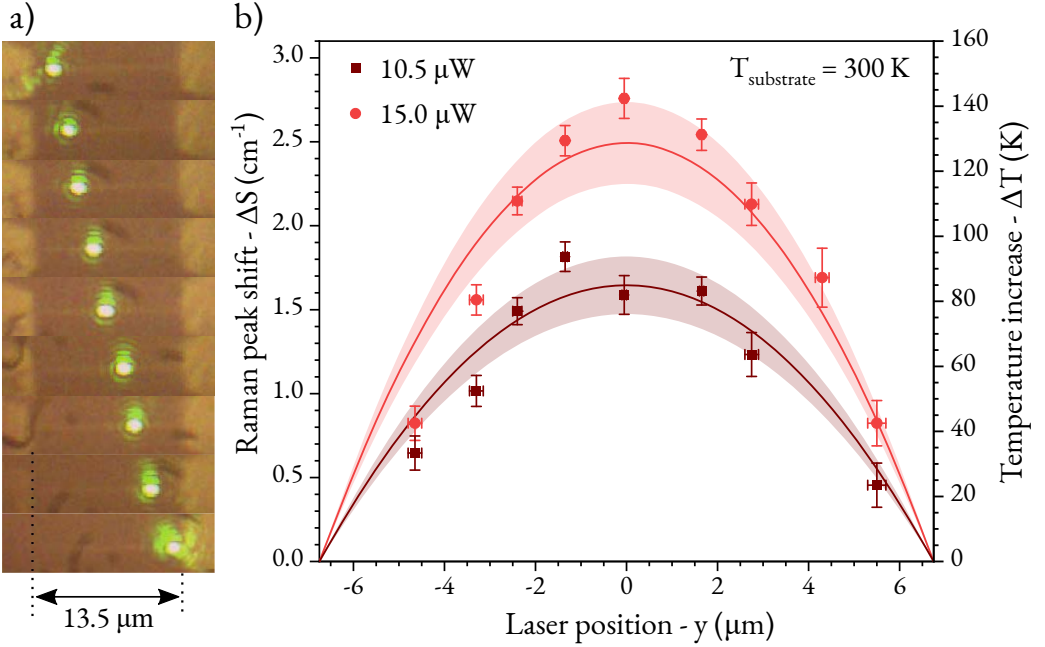 a)
13.5 μm
b)
10.5 μW
15.0 μW
T_substrate = 300 K
Raman peak shift - ΔS (cm⁻¹)
3.0
2.5
2.0
1.5
1.0
0.5
0.0
Temperature increase - ΔT (K)
160
140
120
100
80
60
40
20
0
-6 -4 -2 0 2 4 6
Laser position - y (μm)